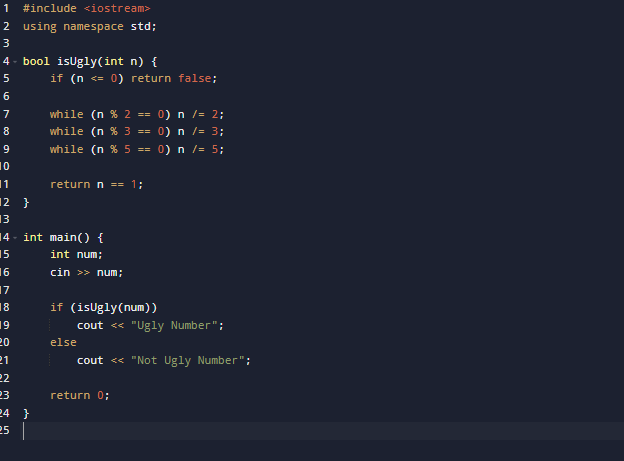 1 #include <iostream>
2 using namespace std;
3
4 bool isUgly(int n) {
5     if (n <= 0) return false;
6
7     while (n % 2 == 0) n /= 2;
8     while (n % 3 == 0) n /= 3;
9     while (n % 5 == 0) n /= 5;
10
11     return n == 1;
12 }
13
14 int main() {
15     int num;
16     cin >> num;
17
18     if (isUgly(num))
19         cout << "Ugly Number";
20     else
21         cout << "Not Ugly Number";
22
23     return 0;
24 }
25